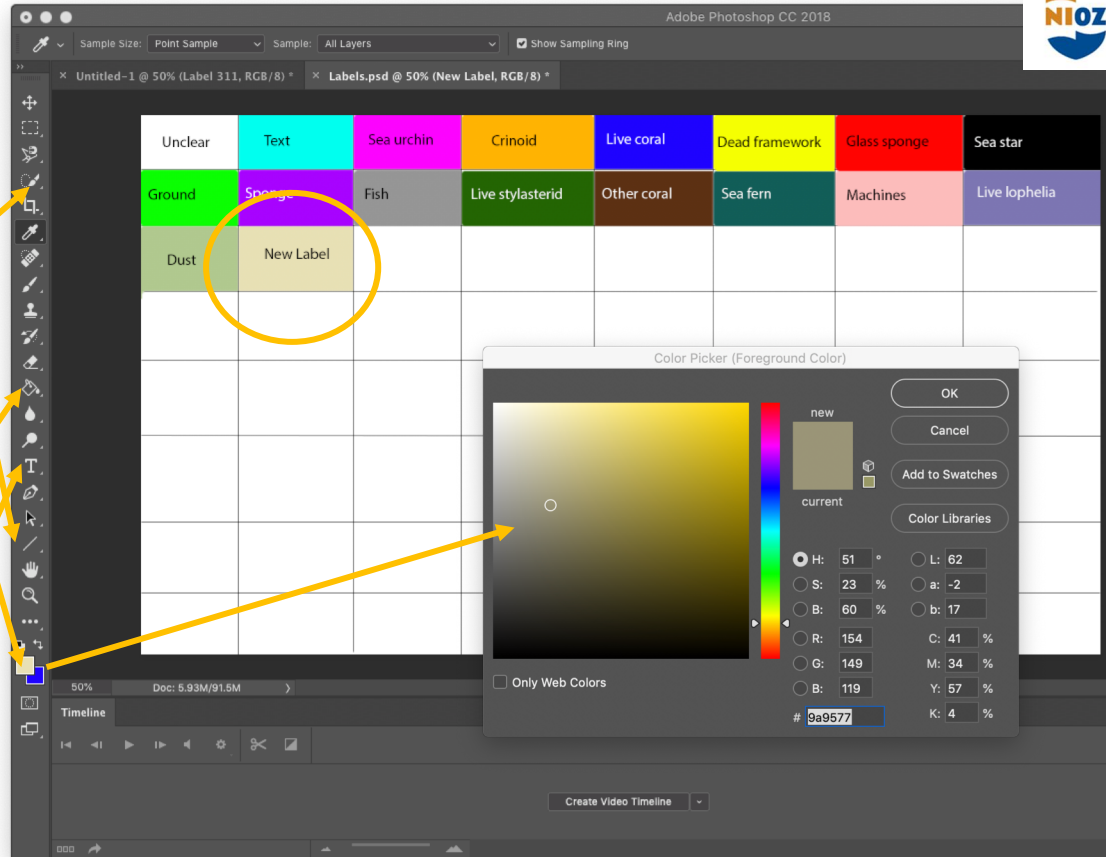 Adobe Photoshop CC 2018
NIOZ
Sample Size: Point Sample Sample: All Layers Show Sampling Ring
× Untitled-1 @ 50% (Label 311, RGB/8) * × Labels.psd @ 50% (New Label, RGB/8) *
Unclear Text Sea urchin Crinoid Live coral Dead framework Glass sponge Sea star
Ground Sponge Fish Live stylasterid Other coral Sea fern Machines Live lophelia
Dust New Label
Color Picker (Foreground Color)
new
current
OK
Cancel
Add to Swatches
Color Libraries
H: 51 ° L: 62
S: 23 % a: -2
B: 60 % b: 17
R: 154 C: 41 %
G: 149 M: 34 %
B: 119 Y: 57 %
# 9a9577 K: 4 %
Only Web Colors
50% Doc: 5.93M/91.5M
Timeline
Create Video Timeline